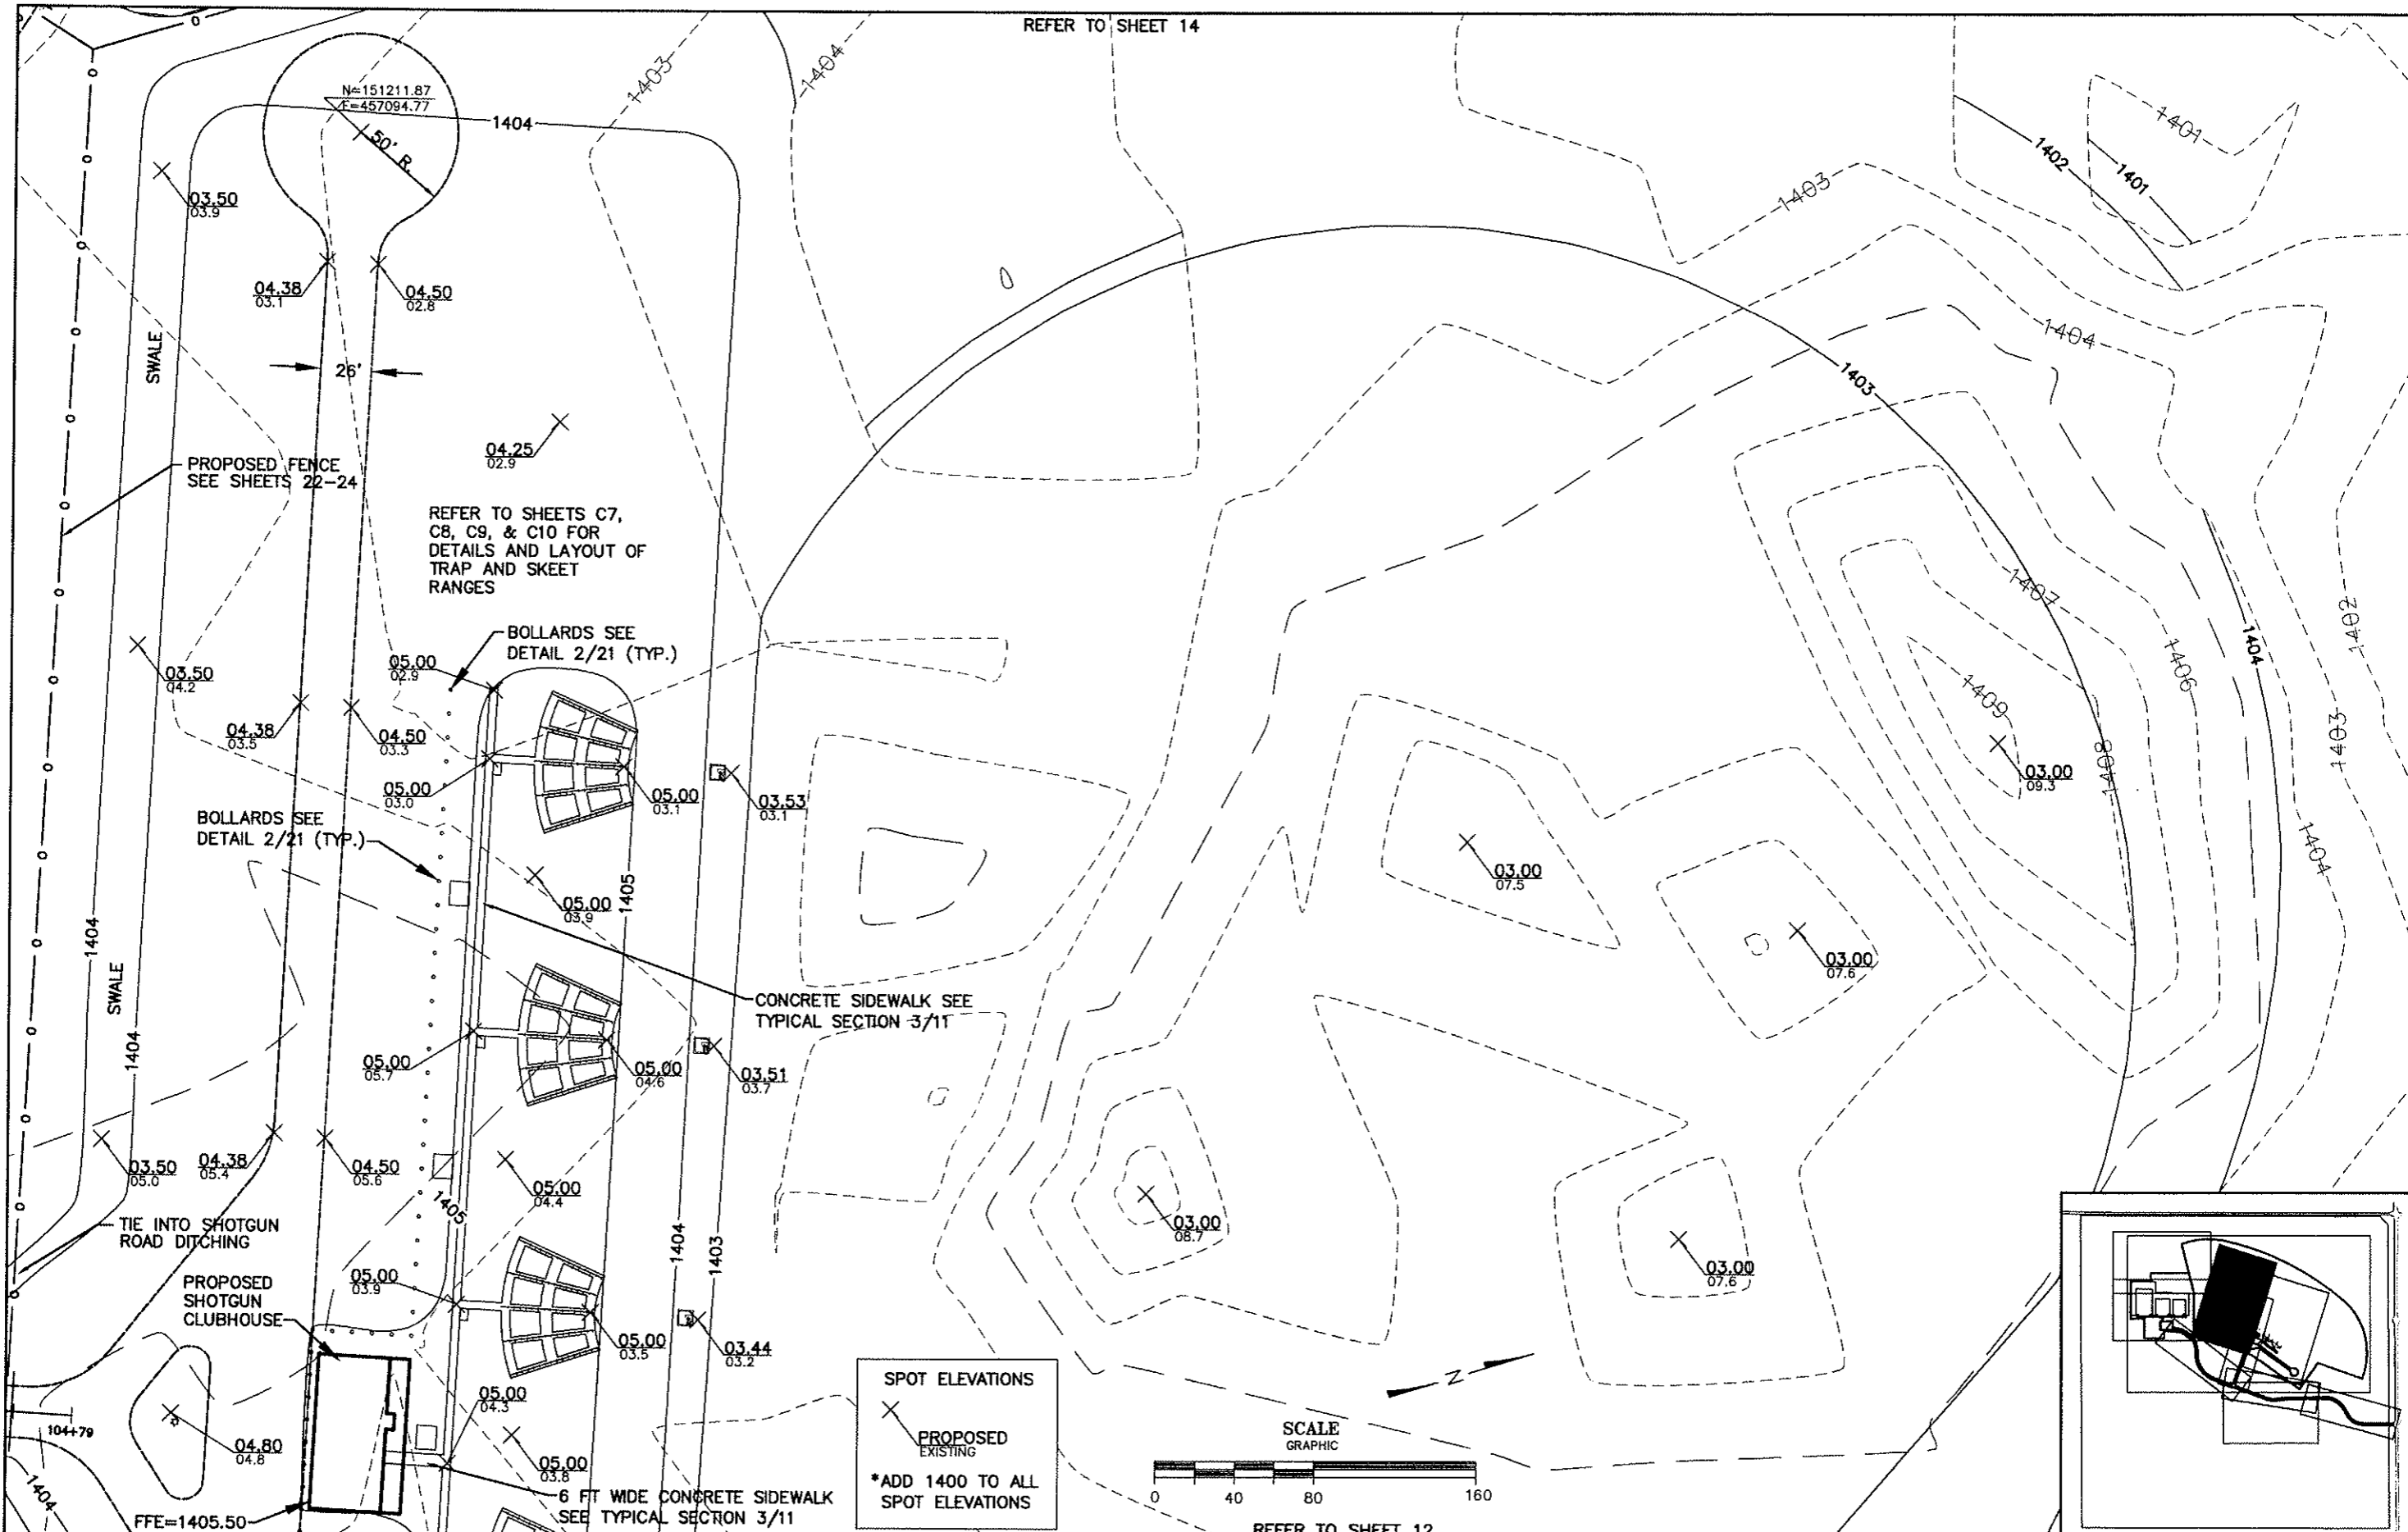 REFER TO SHEET 14
N=151211.87
E=457094.77
50' R.
1403
1404
1404
1401
1402
1401
1403
03.50
03.9
04.38
03.1
04.50
02.8
SWALE
26'
1404
1403
04.25
02.9
PROPOSED FENCE
SEE SHEETS 22-24
REFER TO SHEETS C7,
C8, C9, & C10 FOR
DETAILS AND LAYOUT OF
TRAP AND SKEET
RANGES
1407
1402
1404
1406
1409
1408
1403
1404
BOLLARDS SEE
DETAIL 2/21 (TYP.)
03.50
04.2
05.00
02.9
04.38
03.5
04.50
03.3
05.00
03.0
05.00
03.1
03.53
03.1
03.00
09.3
BOLLARDS SEE
DETAIL 2/21 (TYP.)
05.00
03.9
1405
03.00
07.5
03.00
07.6
1404
SWALE
1404
CONCRETE SIDEWALK SEE
TYPICAL SECTION 3/11
05.00
05.7
05.00
04.6
03.51
03.7
03.50
05.0
04.38
05.4
04.50
05.6
05.00
04.4
1405
03.00
08.7
03.00
07.6
TIE INTO SHOTGUN
ROAD DITCHING
1404
1403
PROPOSED
SHOTGUN
CLUBHOUSE
05.00
03.9
05.00
03.5
03.44
03.2
104+79
04.80
04.8
05.00
04.3
05.00
03.8
1404
6 FT WIDE CONCRETE SIDEWALK
SEE TYPICAL SECTION 3/11
FFE=1405.50
SPOT ELEVATIONS
PROPOSED
EXISTING
*ADD 1400 TO ALL
SPOT ELEVATIONS
N
SCALE
GRAPHIC
0 40 80 160
REFER TO SHEET 12